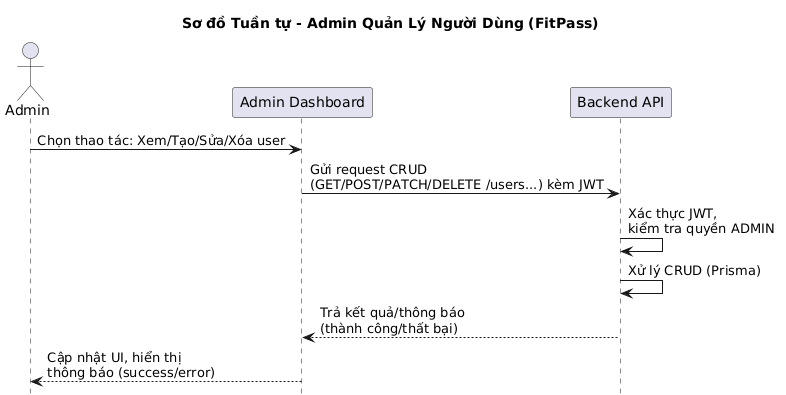 Sơ đồ Tuần tự - Admin Quản Lý Người Dùng (FitPass)
Admin
Admin Dashboard
Backend API
Chọn thao tác: Xem/Tạo/Sửa/Xóa user
Gửi request CRUD
(GET/POST/PATCH/DELETE /users...) kèm JWT
Xác thực JWT,
kiểm tra quyền ADMIN
Xử lý CRUD (Prisma)
Trả kết quả/thông báo
(thành công/thất bại)
Cập nhật UI, hiển thị
thông báo (success/error)